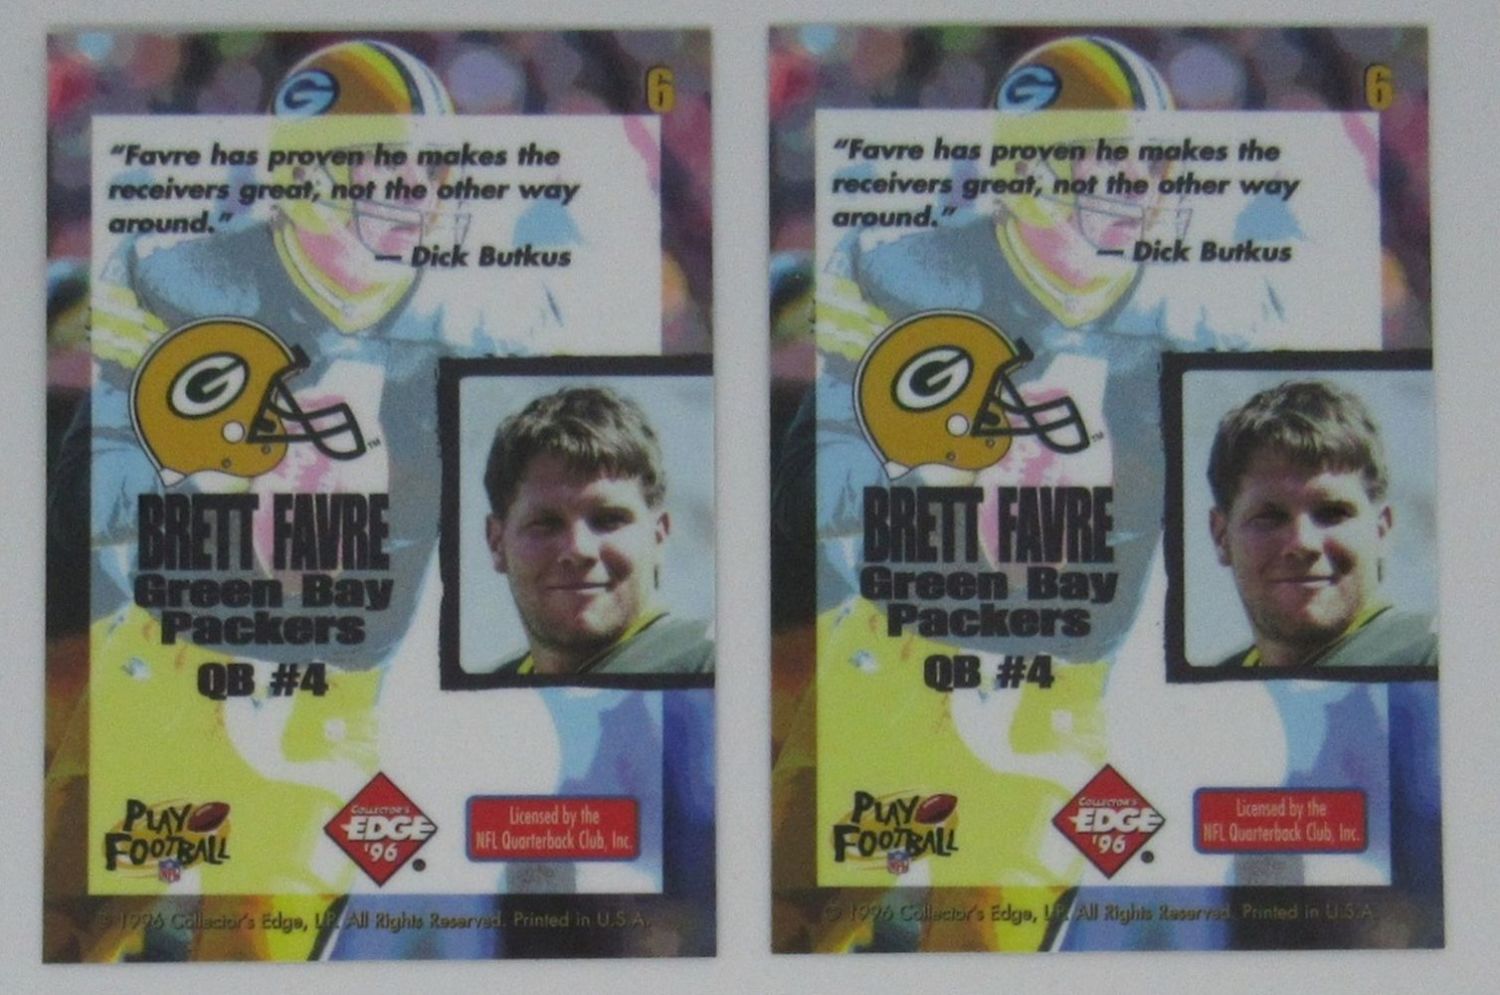 6
"Favre has proven he makes the
receivers great, not the other way
around."
— Dick Butkus
G
G
TM
BRETT FAVRE
Green Bay
Packers
QB #4
PLAY
FOOTBALL
NFL
COLLECTOR'S
EDGE
'96
Licensed by the
NFL Quarterback Club, Inc.
© 1996 Collector's Edge, LP. All Rights Reserved. Printed in U.S.A.
6
"Favre has proven he makes the
receivers great, not the other way
around."
— Dick Butkus
G
G
TM
BRETT FAVRE
Green Bay
Packers
QB #4
PLAY
FOOTBALL
NFL
COLLECTOR'S
EDGE
'96
Licensed by the
NFL Quarterback Club, Inc.
© 1996 Collector's Edge, LP. All Rights Reserved. Printed in U.S.A.